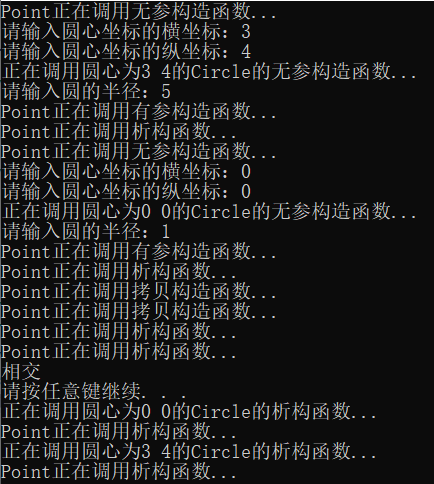 Point正在调用无参构造函数...
请输入圆心坐标的横坐标：3
请输入圆心坐标的纵坐标：4
正在调用圆心为3 4的Circle的无参构造函数...
请输入圆的半径：5
Point正在调用有参构造函数...
Point正在调用析构函数...
Point正在调用无参构造函数...
请输入圆心坐标的横坐标：0
请输入圆心坐标的纵坐标：0
正在调用圆心为0 0的Circle的无参构造函数...
请输入圆的半径：1
Point正在调用有参构造函数...
Point正在调用析构函数...
Point正在调用拷贝构造函数...
Point正在调用拷贝构造函数...
Point正在调用析构函数...
Point正在调用析构函数...
相交
请按任意键继续. . .
正在调用圆心为0 0的Circle的析构函数...
Point正在调用析构函数...
正在调用圆心为3 4的Circle的析构函数...
Point正在调用析构函数...